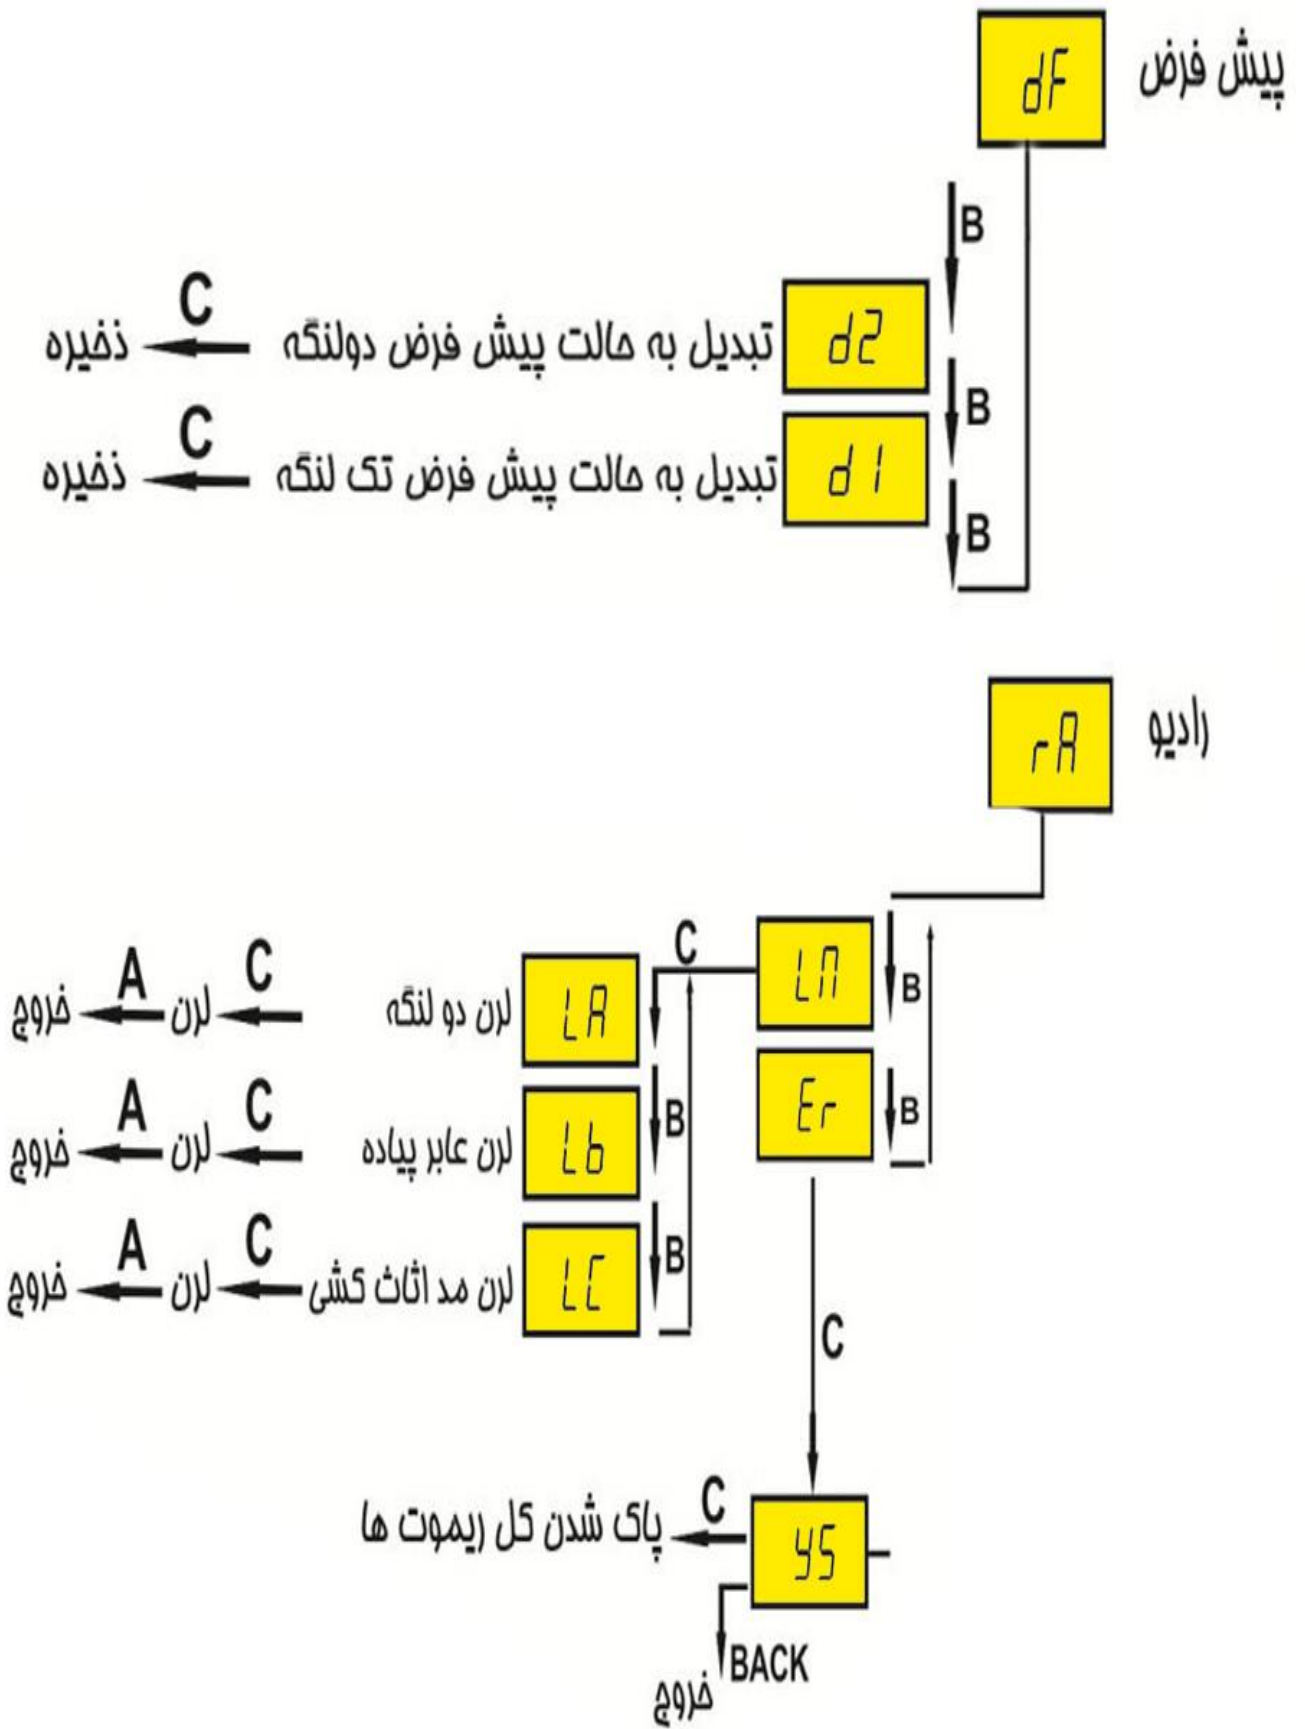 پیش فرض
dF
B
d2
تبدیل به حالت پیش فرض دولنگه
C
ذخیره
B
d1
تبدیل به حالت پیش فرض تک لنگه
C
ذخیره
B
رادیو
rA
LΠ
B
C
LA
لرن دو لنگه
C
لرن
A
خروج
Er
B
B
Lb
لرن عابر پیاده
C
لرن
A
خروج
B
LC
لرن مد اثاث کشی
C
لرن
A
خروج
C
YS
C
پاک شدن کل ریموت ها
BACK
خروج